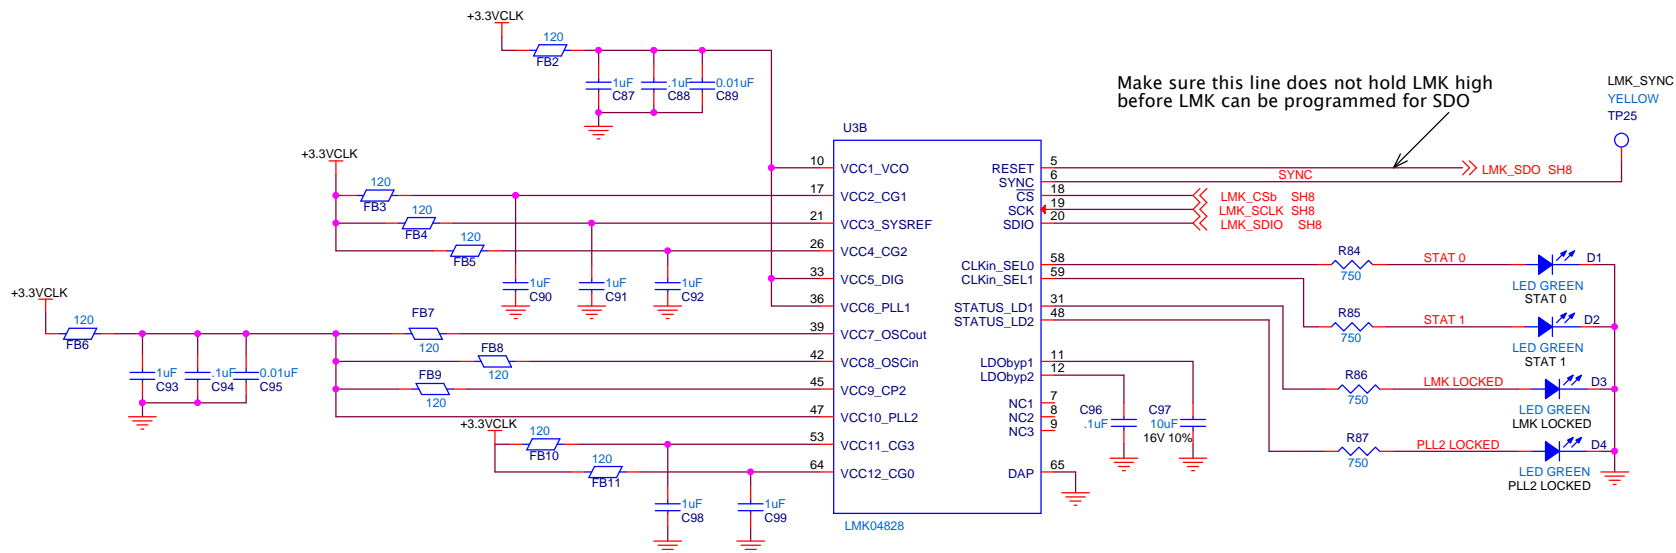 +3.3VCLK
120
FB2
1uF
C87
.1uF
C88
0.01uF
C89
Make sure this line does not hold LMK high
before LMK can be programmed for SDO
LMK_SYNC
YELLOW
TP25
U3B
+3.3VCLK
120
FB3
120
FB4
120
FB5
1uF
C90
1uF
C91
1uF
C92
10 VCC1_VCO
17 VCC2_CG1
21 VCC3_SYSREF
26 VCC4_CG2
33 VCC5_DIG
36 VCC6_PLL1
39 VCC7_OSCout
42 VCC8_OSCin
45 VCC9_CP2
47 VCC10_PLL2
53 VCC11_CG3
64 VCC12_CG0
RESET 5
SYNC 6
CS 18
SCK 19
SDIO 20
CLKin_SEL0 58
CLKin_SEL1 59
STATUS_LD1 31
STATUS_LD2 48
LDObyp1 11
LDObyp2 12
NC1 7
NC2 8
NC3 9
DAP 65
LMK04828
SYNC
LMK_SDO SH8
LMK_CSb SH8
LMK_SCLK SH8
LMK_SDIO SH8
R84
750
STAT 0
D1
LED GREEN
STAT 0
R85
750
STAT 1
D2
LED GREEN
STAT 1
R86
750
LMK LOCKED
D3
LED GREEN
LMK LOCKED
R87
750
PLL2 LOCKED
D4
LED GREEN
PLL2 LOCKED
C96
.1uF
C97
10uF
16V 10%
+3.3VCLK
120
FB6
1uF
C93
.1uF
C94
0.01uF
C95
FB7
120
FB8
120
FB9
120
+3.3VCLK
120
FB10
120
FB11
1uF
C98
1uF
C99